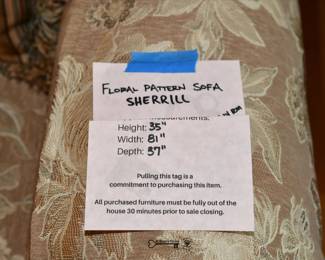 FLORAL PATTERN SOFA
SHERRILL
Measurements:
Height: 35"
Width: 81"
Depth: 37"
Pulling this tag is a
commitment to purchasing this item.
All purchased furniture must be fully out of the
house 30 minutes prior to sale closing.